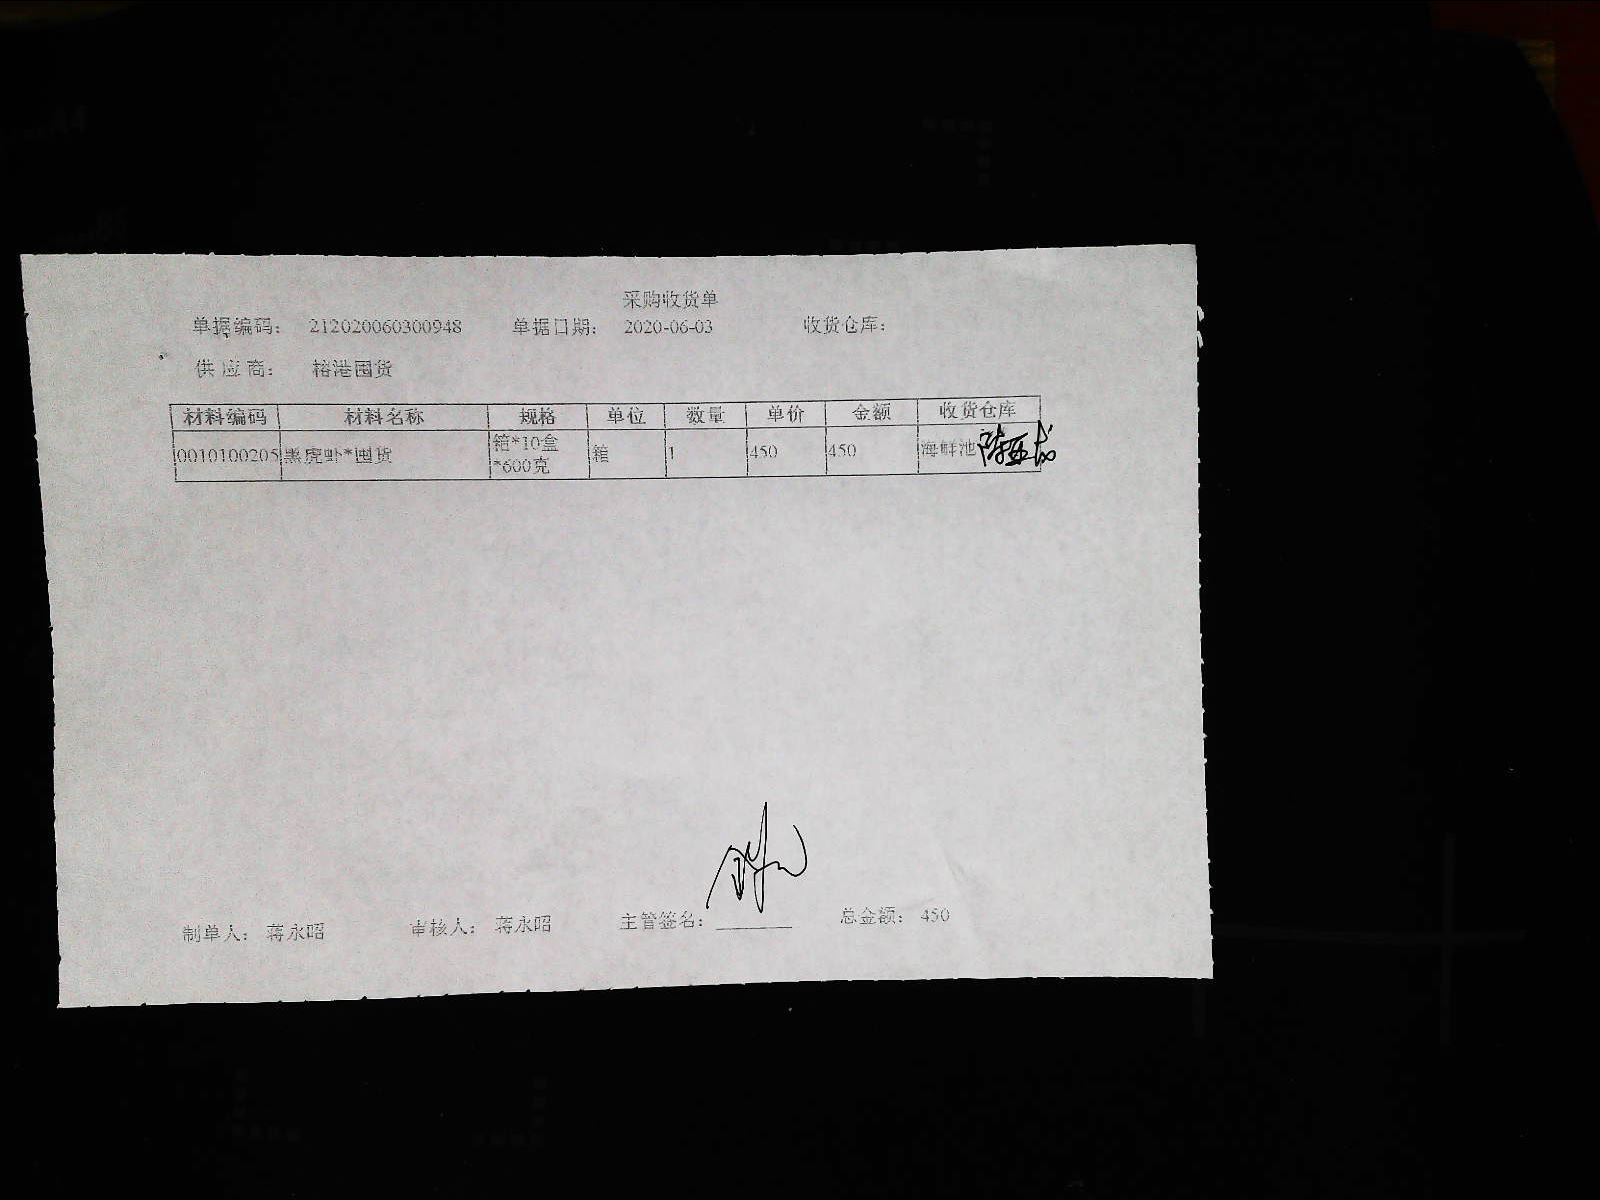 采购收货单
单据编码: 212020060300948 单据日期: 2020-06-03 收货仓库:
供应商: 榕港囤货
材料编码 材料名称 规格 单位 数量 单价 金额 收货仓库
0010100205 黑虎虾*囤货 箱*10盒*600克 箱 1 450 450 海鲜池
制单人: 蒋永昭 审核人: 蒋永昭 主管签名: 总金额: 450